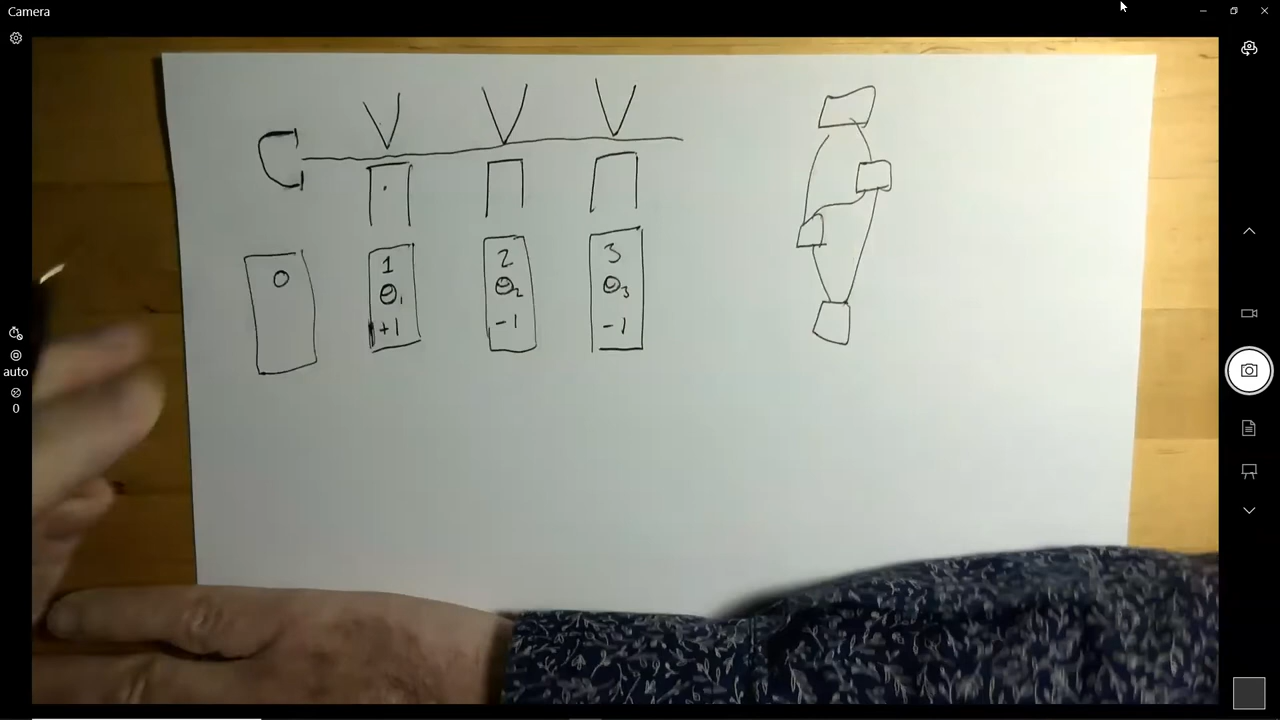 Camera
V V V
0
1 2 3
θ₁ θ₂ θ₃
+1 -1 -1
auto
0